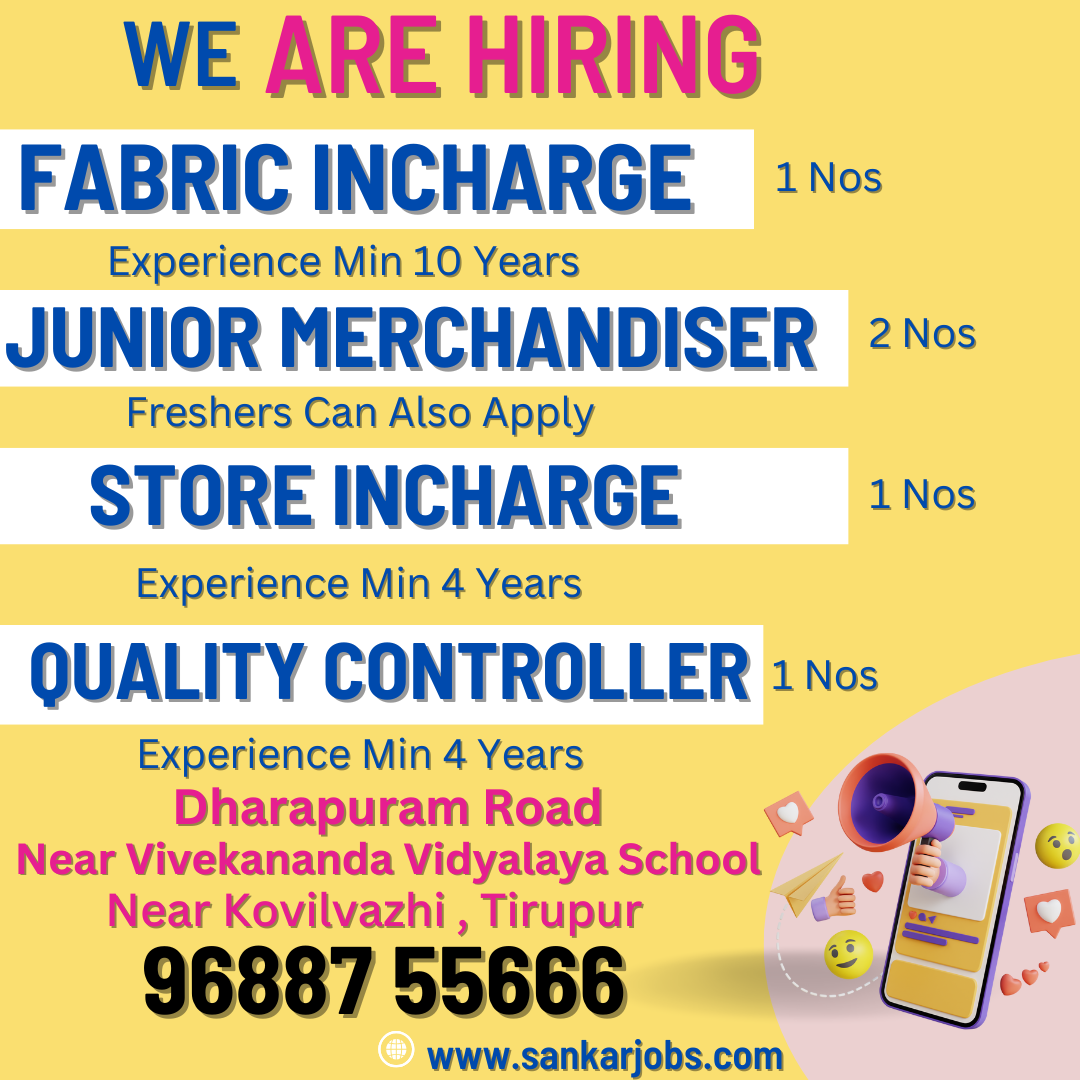 WE ARE HIRING
FABRIC INCHARGE 1 Nos
Experience Min 10 Years
JUNIOR MERCHANDISER 2 Nos
Freshers Can Also Apply
STORE INCHARGE 1 Nos
Experience Min 4 Years
QUALITY CONTROLLER 1 Nos
Experience Min 4 Years
Dharapuram Road
Near Vivekananda Vidyalaya School
Near Kovilvazhi , Tirupur
96887 55666
www.sankarjobs.com